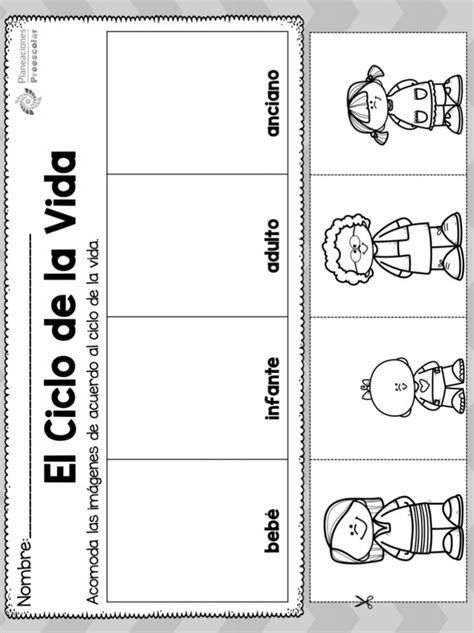 Nombre:
Planeaciones
Preescolar
El Ciclo de la Vida
Acomoda las imágenes de acuerdo al ciclo de la vida.
bebé infante adulto anciano